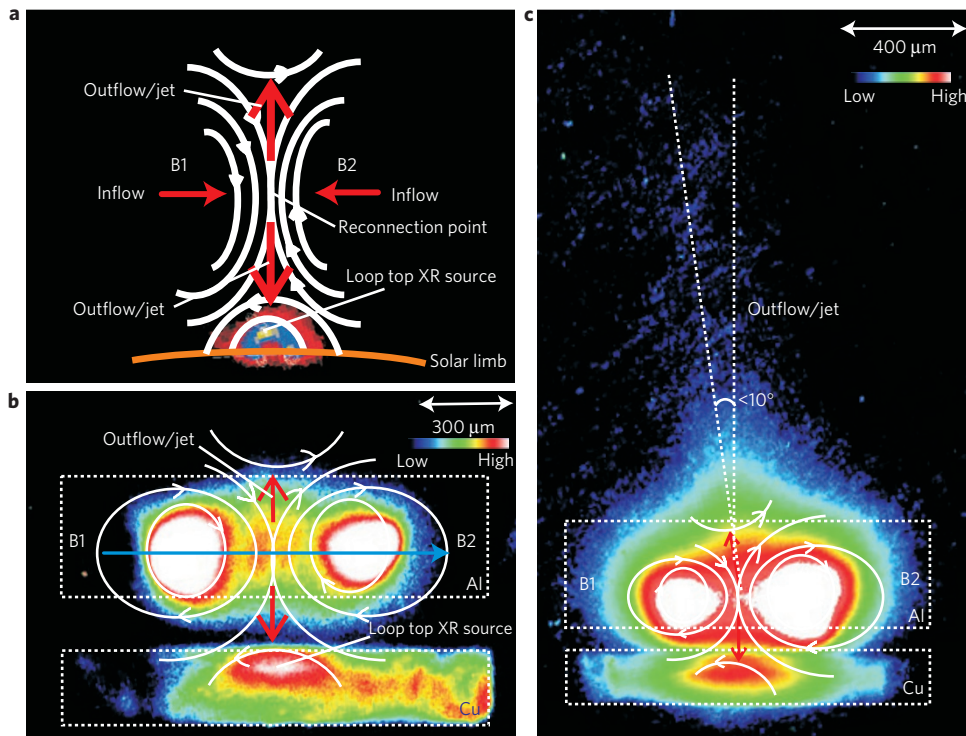 a
Outflow/jet
B1
B2
Inflow
Inflow
Reconnection point
Loop top XR source
Outflow/jet
Solar limb
b
300 µm
Outflow/jet
Low
High
B1
B2
Al
Loop top XR source
Cu
c
400 µm
Low
High
Outflow/jet
<10°
B1
B2
Al
Cu